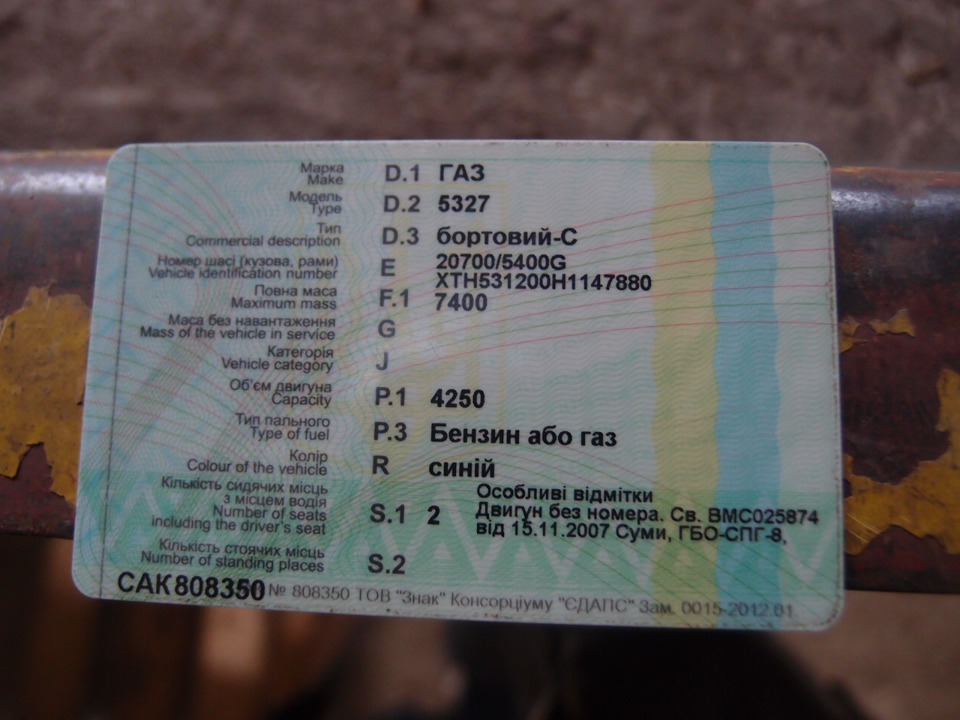 Марка
Make
D.1 ГАЗ
Модель
Type
D.2 5327
Тип
Commercial description
D.3 бортовий-С
Номер шасі (кузова, рами)
Vehicle identification number
E 20700/5400G
XTH531200H1147880
Повна маса
Maximum mass
F.1 7400
Маса без навантаження
Mass of the vehicle in service
G
Категорія
Vehicle category
J
Об'єм двигуна
Capacity
P.1 4250
Тип пального
Type of fuel
P.3 Бензин або газ
Колір
Colour of the vehicle
R синій
Кількість сидячих місць
з місцем водія
Number of seats
including the driver's seat
S.1 2
Особливі відмітки
Двигун без номера. Св. ВМС025874
від 15.11.2007 Суми, ГБО-СПГ-8,
Кількість стоячих місць
Number of standing places
S.2
САК808350 № 808350 ТОВ "Знак" Консорціуму "ЄДАПС" Зам. 0015-2012.01